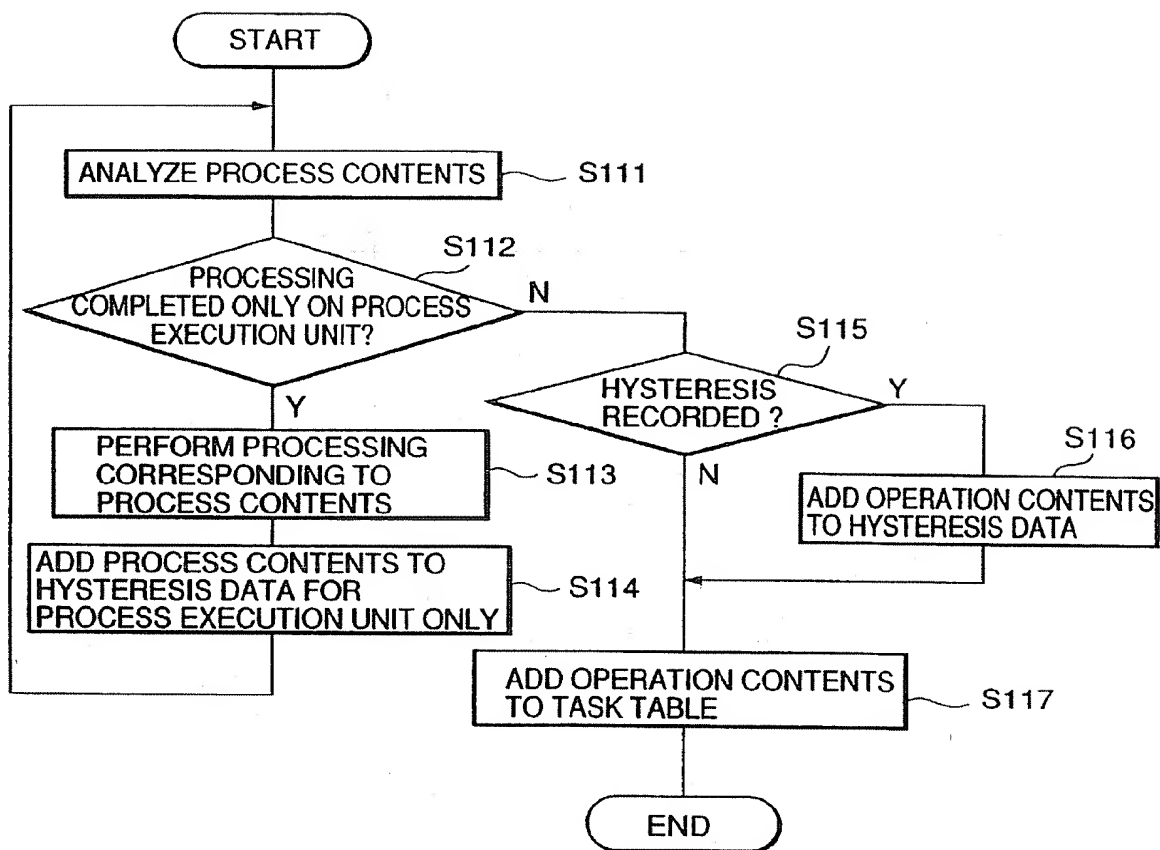 START
ANALYZE PROCESS CONTENTS
S111
S112
PROCESSING
COMPLETED ONLY ON PROCESS
EXECUTION UNIT?
N
Y
S115
HYSTERESIS
RECORDED ?
Y
N
PERFORM PROCESSING
CORRESPONDING TO
PROCESS CONTENTS
S113
S116
ADD OPERATION CONTENTS
TO HYSTERESIS DATA
ADD PROCESS CONTENTS TO
HYSTERESIS DATA FOR
PROCESS EXECUTION UNIT ONLY
S114
ADD OPERATION CONTENTS
TO TASK TABLE
S117
END